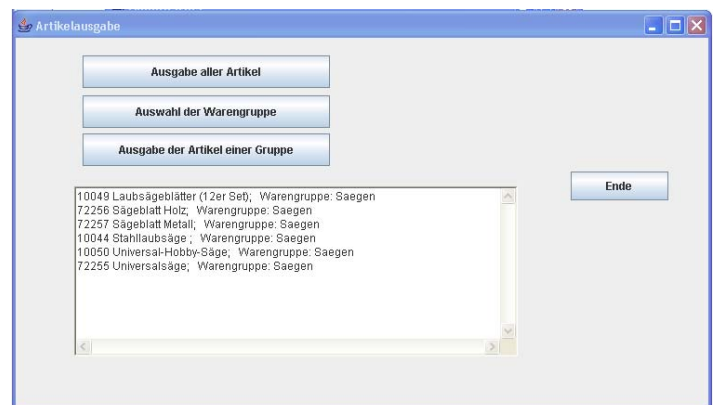 Artikelausgabe
Ausgabe aller Artikel
Auswahl der Warengruppe
Ausgabe der Artikel einer Gruppe
Ende
10049 Laubsägeblätter (12er Set);  Warengruppe: Saegen
72256 Sägeblatt Holz;  Warengruppe: Saegen
72257 Sägeblatt Metall;  Warengruppe: Saegen
10044 Stahllaubsäge ;  Warengruppe: Saegen
10050 Universal-Hobby-Säge;  Warengruppe: Saegen
72255 Universalsäge;  Warengruppe: Saegen